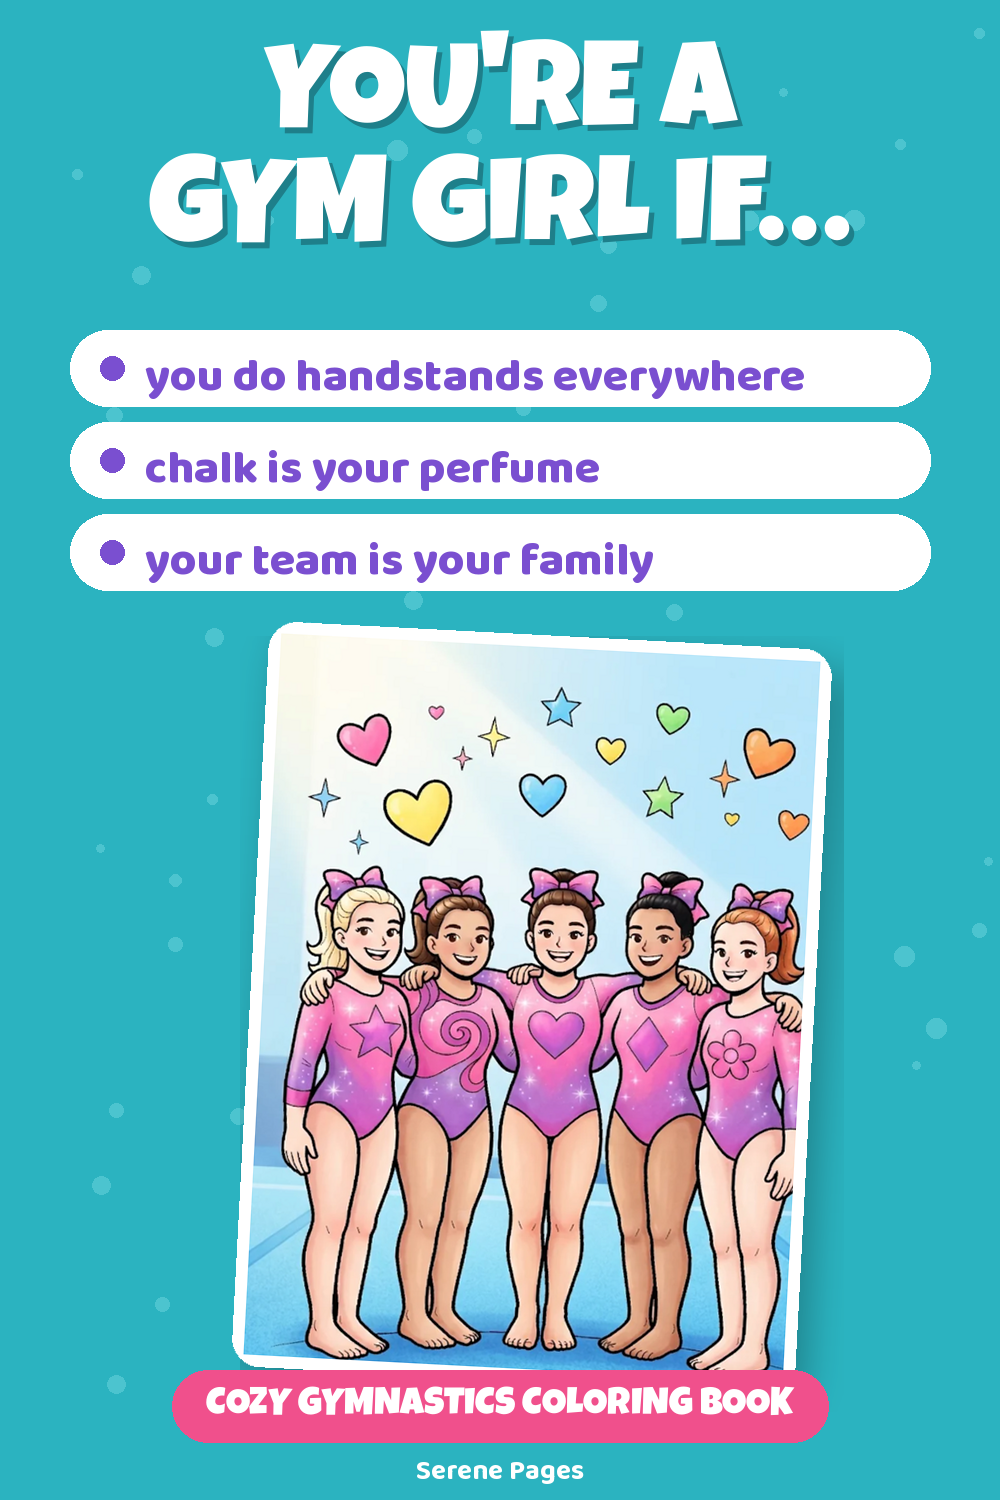 YOU'RE A
GYM GIRL IF...
you do handstands everywhere
chalk is your perfume
your team is your family
COZY GYMNASTICS COLORING BOOK
Serene Pages